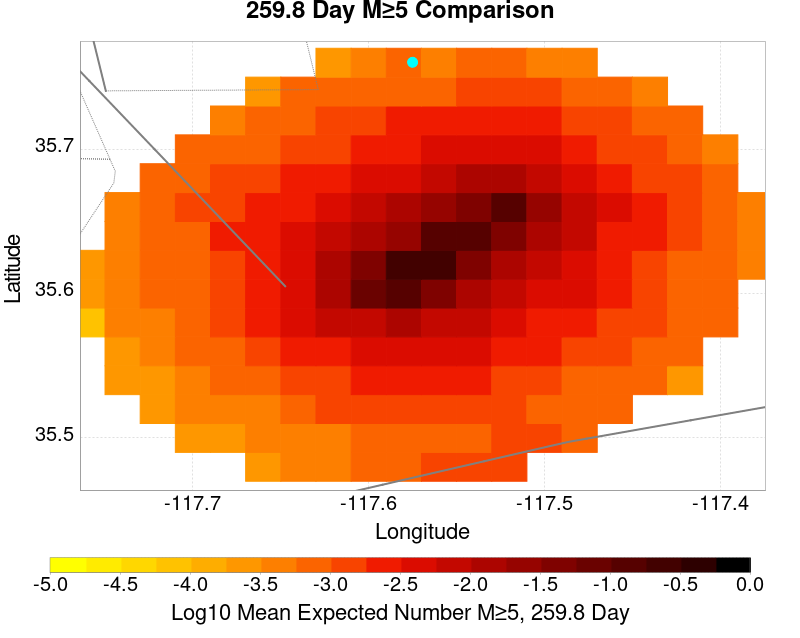 259.8 Day M≥5 Comparison
35.7
35.6
35.5
Latitude
-117.7 -117.6 -117.5 -117.4
Longitude
-5.0 -4.5 -4.0 -3.5 -3.0 -2.5 -2.0 -1.5 -1.0 -0.5 0.0
Log10 Mean Expected Number M≥5, 259.8 Day